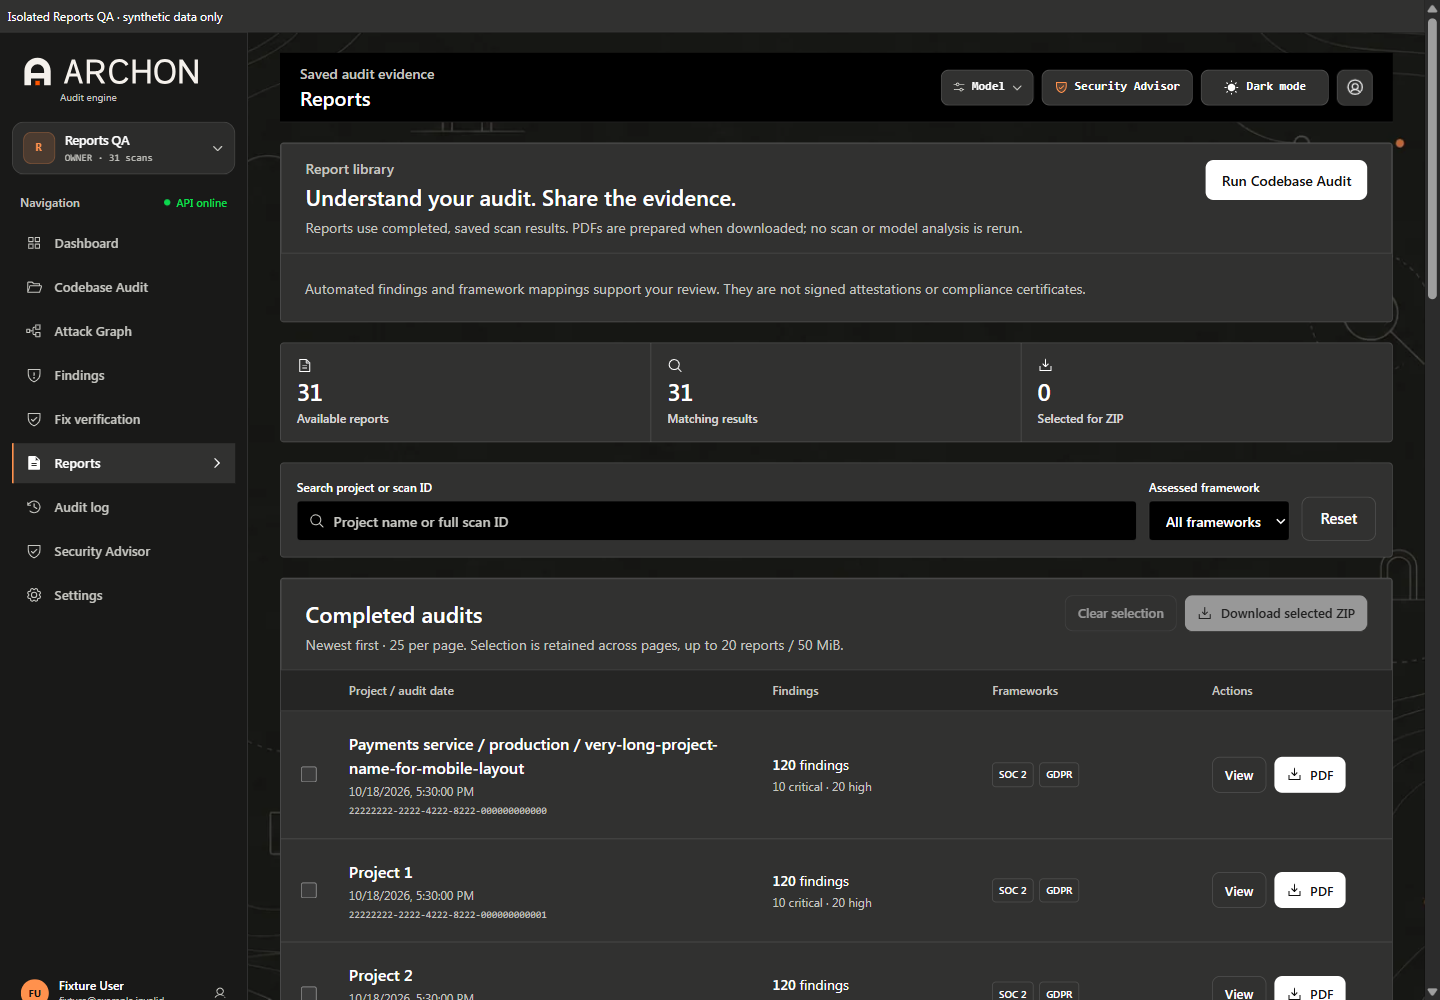 Isolated Reports QA · synthetic data only
ARCHON
Audit engine
R
Reports QA
OWNER · 31 scans
Navigation
API online
Dashboard
Codebase Audit
Attack Graph
Findings
Fix verification
Reports
Audit log
Security Advisor
Settings
FU
Fixture User
fixture@example.invalid
Saved audit evidence
Reports
Model
Security Advisor
Dark mode
Report library
Understand your audit. Share the evidence.
Reports use completed, saved scan results. PDFs are prepared when downloaded; no scan or model analysis is rerun.
Run Codebase Audit
Automated findings and framework mappings support your review. They are not signed attestations or compliance certificates.
31
Available reports
31
Matching results
0
Selected for ZIP
Search project or scan ID
Project name or full scan ID
Assessed framework
All frameworks
Reset
Completed audits
Newest first · 25 per page. Selection is retained across pages, up to 20 reports / 50 MiB.
Clear selection
Download selected ZIP
Project / audit date
Findings
Frameworks
Actions
Payments service / production / very-long-project-
name-for-mobile-layout
10/18/2026, 5:30:00 PM
22222222-2222-4222-8222-000000000000
120 findings
10 critical · 20 high
SOC 2
GDPR
View
PDF
Project 1
10/18/2026, 5:30:00 PM
22222222-2222-4222-8222-000000000001
120 findings
10 critical · 20 high
SOC 2
GDPR
View
PDF
Project 2
10/18/2026, 5:30:00 PM
120 findings
SOC 2
GDPR
View
PDF